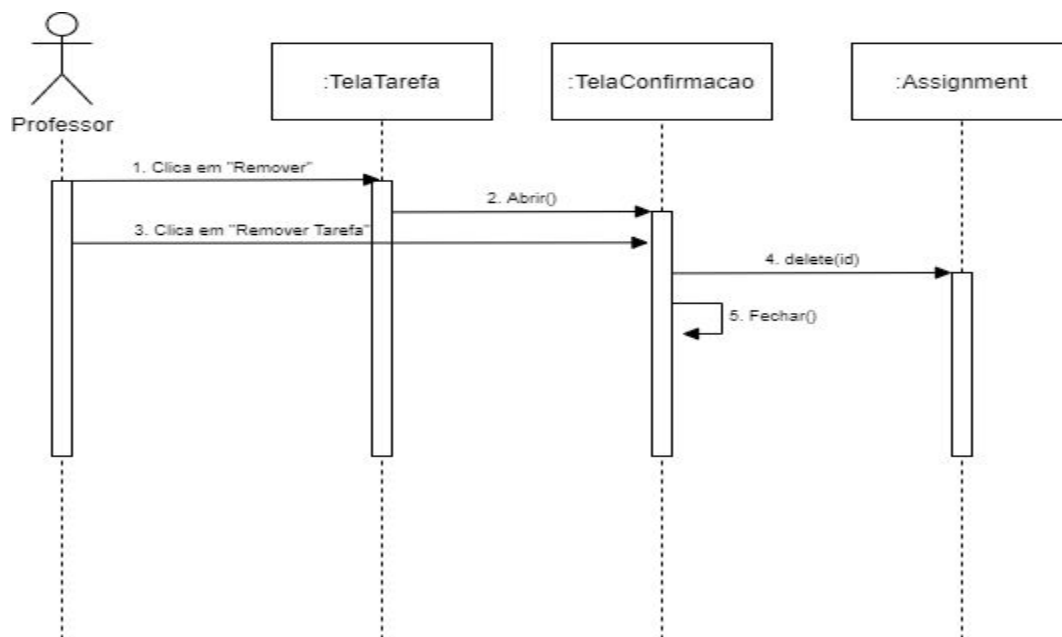 :TelaTarefa
:TelaConfirmacao
:Assignment
Professor
1. Clica em "Remover"
2. Abrir()
3. Clica em "Remover Tarefa"
4. delete(id)
5. Fechar()